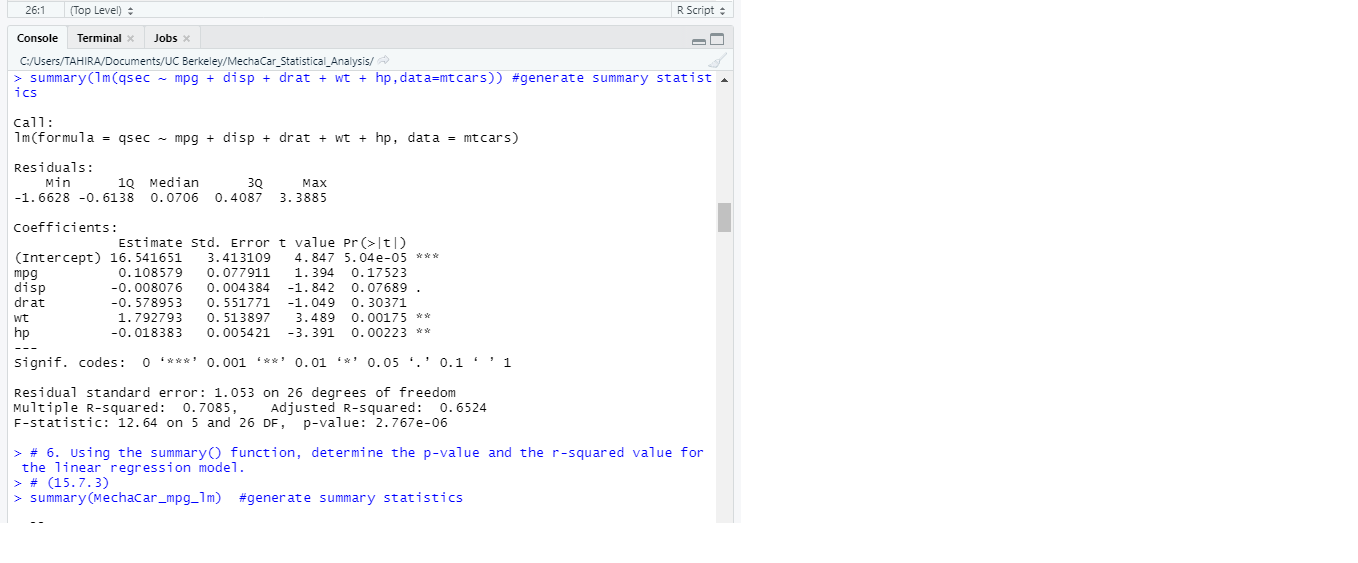 26:1 (Top Level) R Script
Console Terminal Jobs
C:/Users/TAHIRA/Documents/UC Berkeley/MechaCar_Statistical_Analysis/
> summary(lm(qsec ~ mpg + disp + drat + wt + hp,data=mtcars)) #generate summary statist
ics
Call:
lm(formula = qsec ~ mpg + disp + drat + wt + hp, data = mtcars)
Residuals:
    Min      1Q  Median      3Q     Max
-1.6628 -0.6138  0.0706  0.4087  3.3885
Coefficients:
             Estimate Std. Error t value Pr(>|t|)
(Intercept) 16.541651   3.413109   4.847 5.04e-05 ***
mpg          0.108579   0.077911   1.394  0.17523
disp        -0.008076   0.004384  -1.842  0.07689 .
drat        -0.578953   0.551771  -1.049  0.30371
wt           1.792793   0.513897   3.489  0.00175 **
hp          -0.018383   0.005421  -3.391  0.00223 **
---
Signif. codes:  0 ‘***’ 0.001 ‘**’ 0.01 ‘*’ 0.05 ‘.’ 0.1 ‘ ’ 1
Residual standard error: 1.053 on 26 degrees of freedom
Multiple R-squared:  0.7085,    Adjusted R-squared:  0.6524
F-statistic: 12.64 on 5 and 26 DF,  p-value: 2.767e-06
> # 6. Using the summary() function, determine the p-value and the r-squared value for
 the linear regression model.
> # (15.7.3)
> summary(MechaCar_mpg_lm)  #generate summary statistics